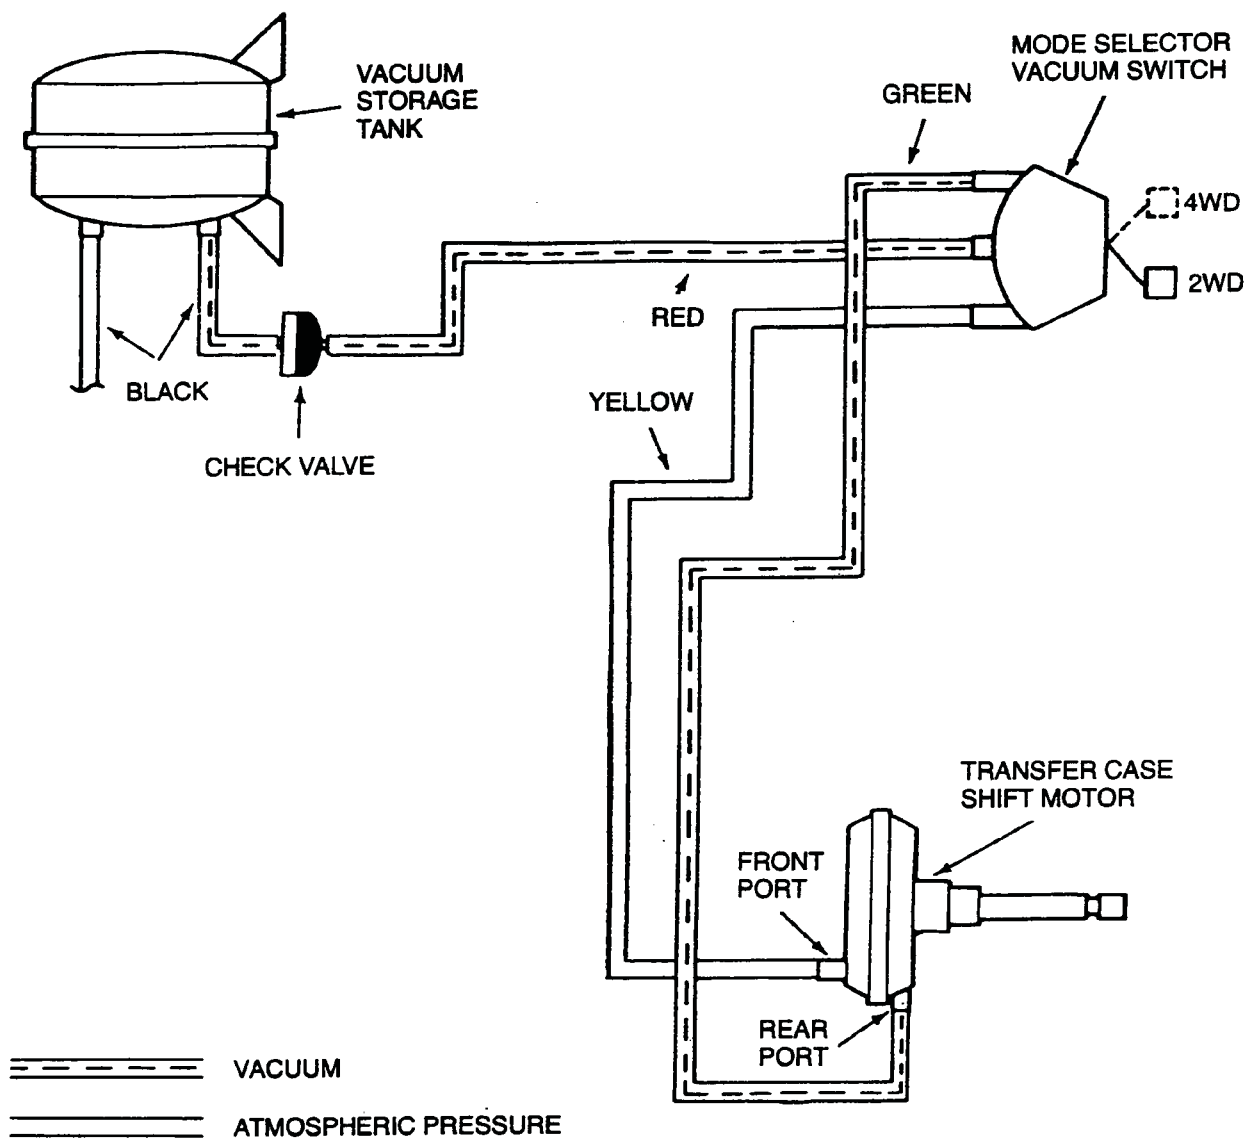 MODE SELECTOR
VACUUM SWITCH
VACUUM
STORAGE
TANK
GREEN
4WD
2WD
RED
BLACK
YELLOW
CHECK VALVE
TRANSFER CASE
SHIFT MOTOR
FRONT
PORT
REAR
PORT
VACUUM
ATMOSPHERIC PRESSURE